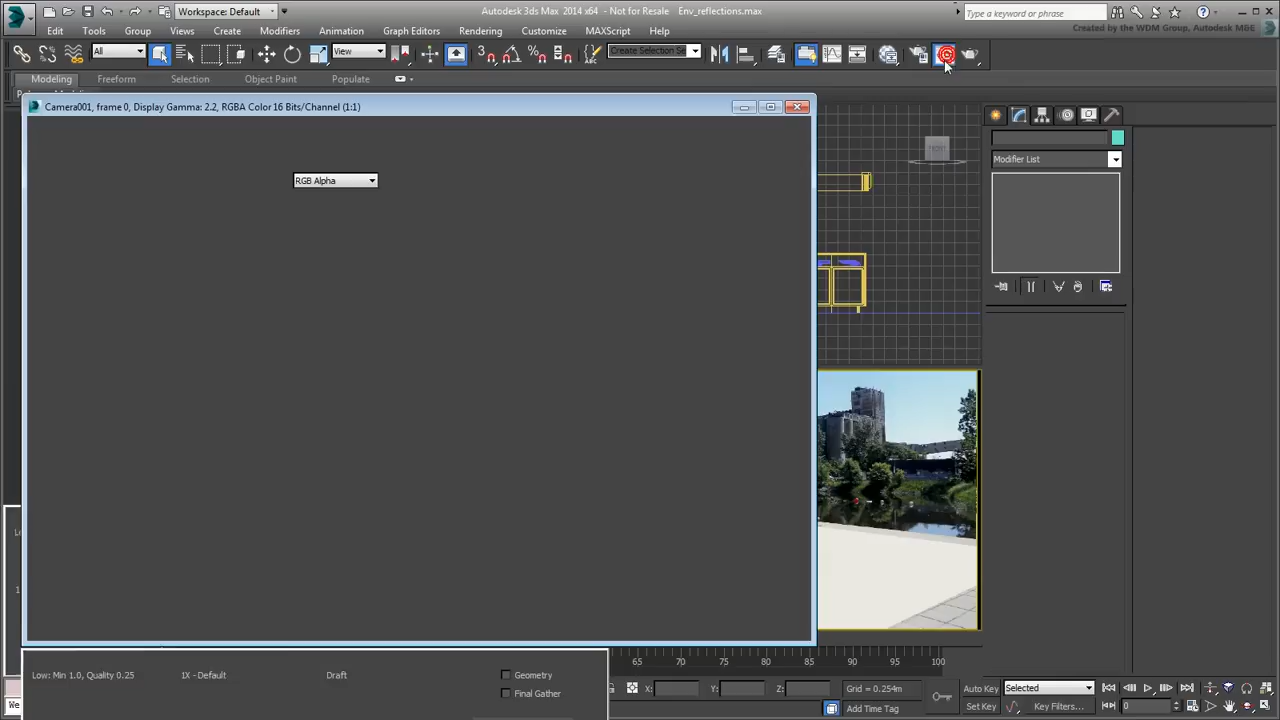 Workspace: Default
Autodesk 3ds Max 2014 x64 - Not for Resale Env_reflections.max
Type a keyword or phrase
Created by the WDM Group, Autodesk M&E
Edit Tools Group Views Create Modifiers Animation Graph Editors Rendering Customize MAXScript Help
All View Create Selection Se
Modeling Freeform Selection Object Paint Populate
Camera001, frame 0, Display Gamma: 2.2, RGBA Color 16 Bits/Channel (1:1)
RGB Alpha
FRONT
Modifier List
65 70 75 80 85 90 95 100
Low: Min 1.0, Quality 0.25 1X - Default Draft Geometry
Final Gather
X: Y: Z: Grid = 0.254m Auto Key Selected
We Add Time Tag Set Key Key Filters... 0